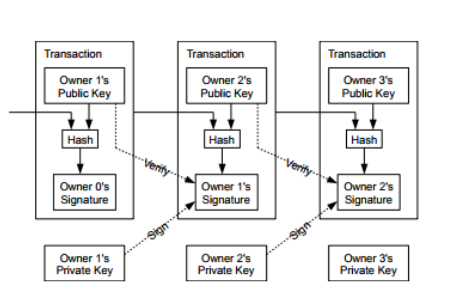 Transaction
Transaction
Transaction
Owner 1's
Public Key
Owner 2's
Public Key
Owner 3's
Public Key
Hash
Hash
Hash
Verify
Verify
Owner 0's
Signature
Owner 1's
Signature
Owner 2's
Signature
Sign
Sign
Owner 1's
Private Key
Owner 2's
Private Key
Owner 3's
Private Key